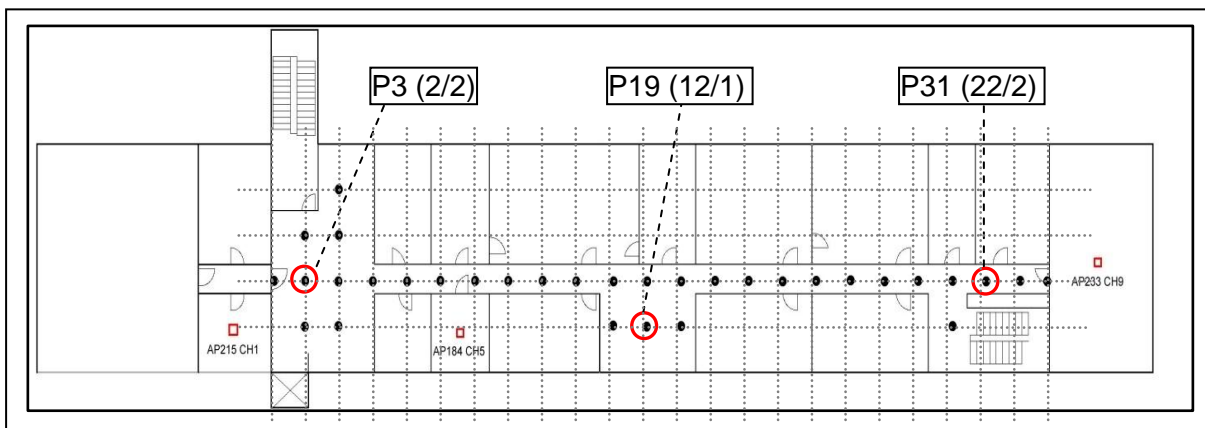 P3 (2/2)
P19 (12/1)
P31 (22/2)
AP233 CH9
AP215 CH1
AP184 CH5